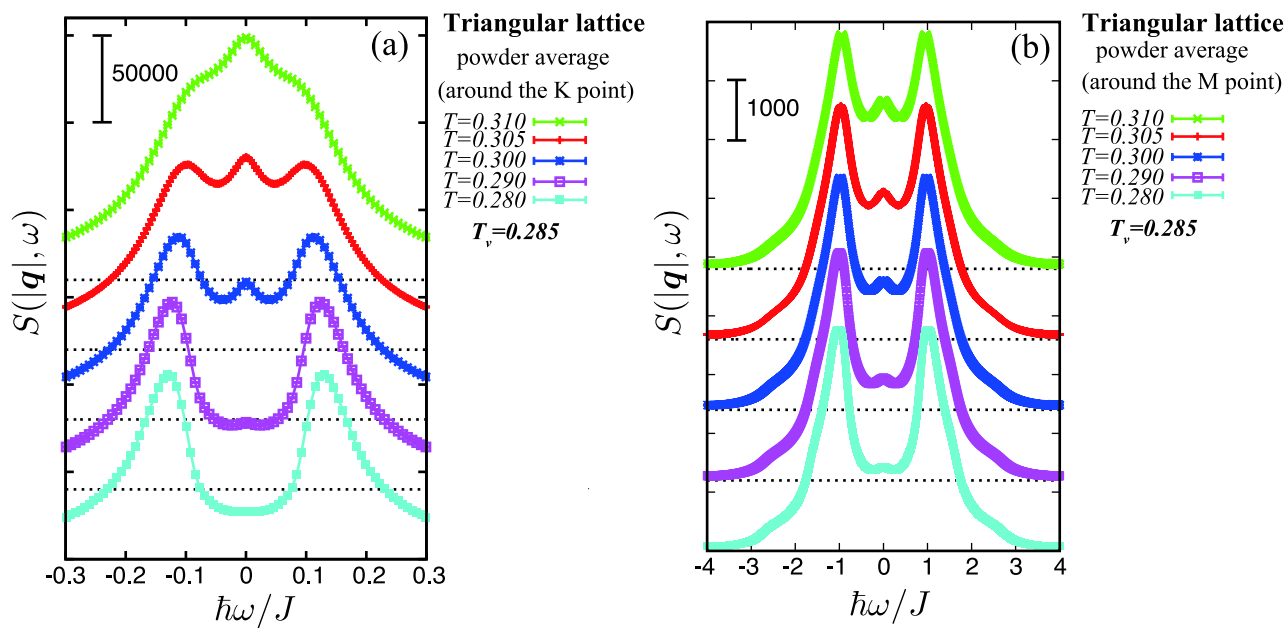 (a)
50000
S(|q|, ω)
-0.3
-0.2
-0.1
0
0.1
0.2
0.3
ħω/J
Triangular lattice
powder average
(around the K point)
T=0.310
T=0.305
T=0.300
T=0.290
T=0.280
Tᵥ=0.285
(b)
1000
S(|q|, ω)
-4
-3
-2
-1
0
1
2
3
4
ħω/J
Triangular lattice
powder average
(around the M point)
T=0.310
T=0.305
T=0.300
T=0.290
T=0.280
Tᵥ=0.285